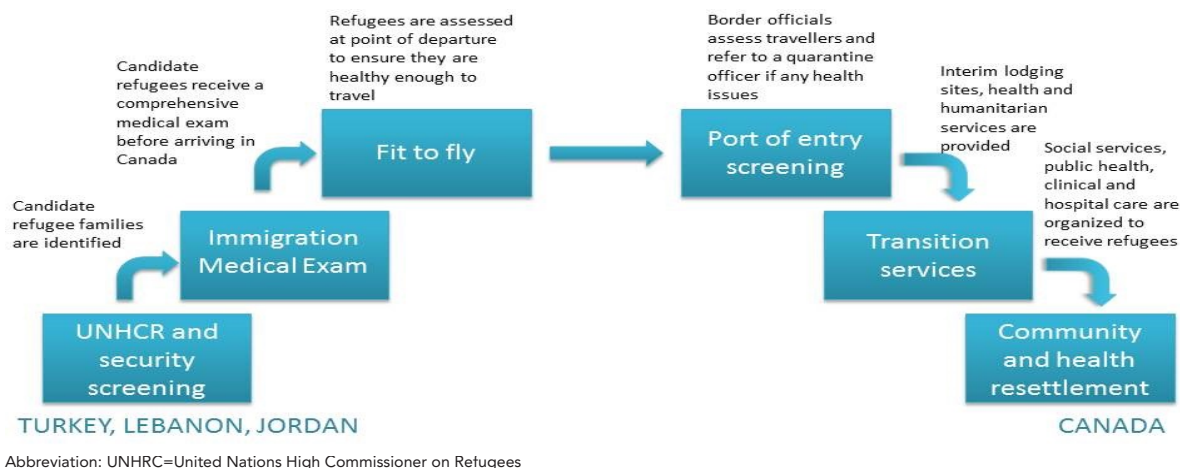 Candidate
refugee families
are identified
UNHCR and
security
screening
TURKEY, LEBANON, JORDAN
Candidate
refugees receive a
comprehensive
medical exam
before arriving in
Canada
Immigration
Medical Exam
Refugees are assessed
at point of departure
to ensure they are
healthy enough to
travel
Fit to fly
Border officials
assess travellers and
refer to a quarantine
officer if any health
issues
Port of entry
screening
Interim lodging
sites, health and
humanitarian
services are
provided
Transition
services
Social services,
public health,
clinical and
hospital care are
organized to
receive refugees
Community
and health
resettlement
CANADA
Abbreviation: UNHRC=United Nations High Commissioner on Refugees